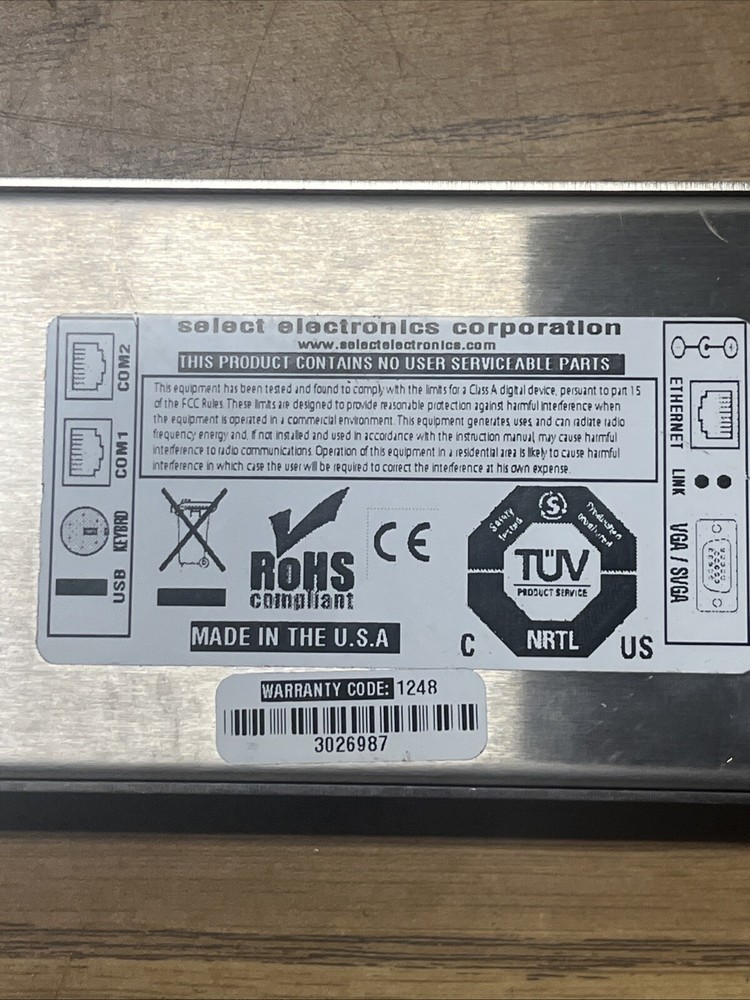 select electronics corporation
www.selectelectronics.com
THIS PRODUCT CONTAINS NO USER SERVICEABLE PARTS
This equipment has been tested and found to comply with the limits for a Class A digital device, persuant to part 15
of the FCC Rules. These limits are designed to provide reasonable protection against harmful interference when
the equipment is operated in a commercial environment. This equipment generates, uses, and can radiate radio
frequency energy and, if not installed and used in accordance with the instruction manual, may cause harmful
interference to radio communications. Operation of this equipment in a residential area is likely to cause harmful
interference in which case the user will be required to correct the interference at his own expense.
COM2
COM1
KEYBRD
USB
ROHS
compliant
CE
MADE IN THE U.S.A
Safety
tested
S
Production
monitored
TÜV
PRODUCT SERVICE
C
NRTL
US
ETHERNET
LINK
VGA / SVGA
WARRANTY CODE: 1248
3026987